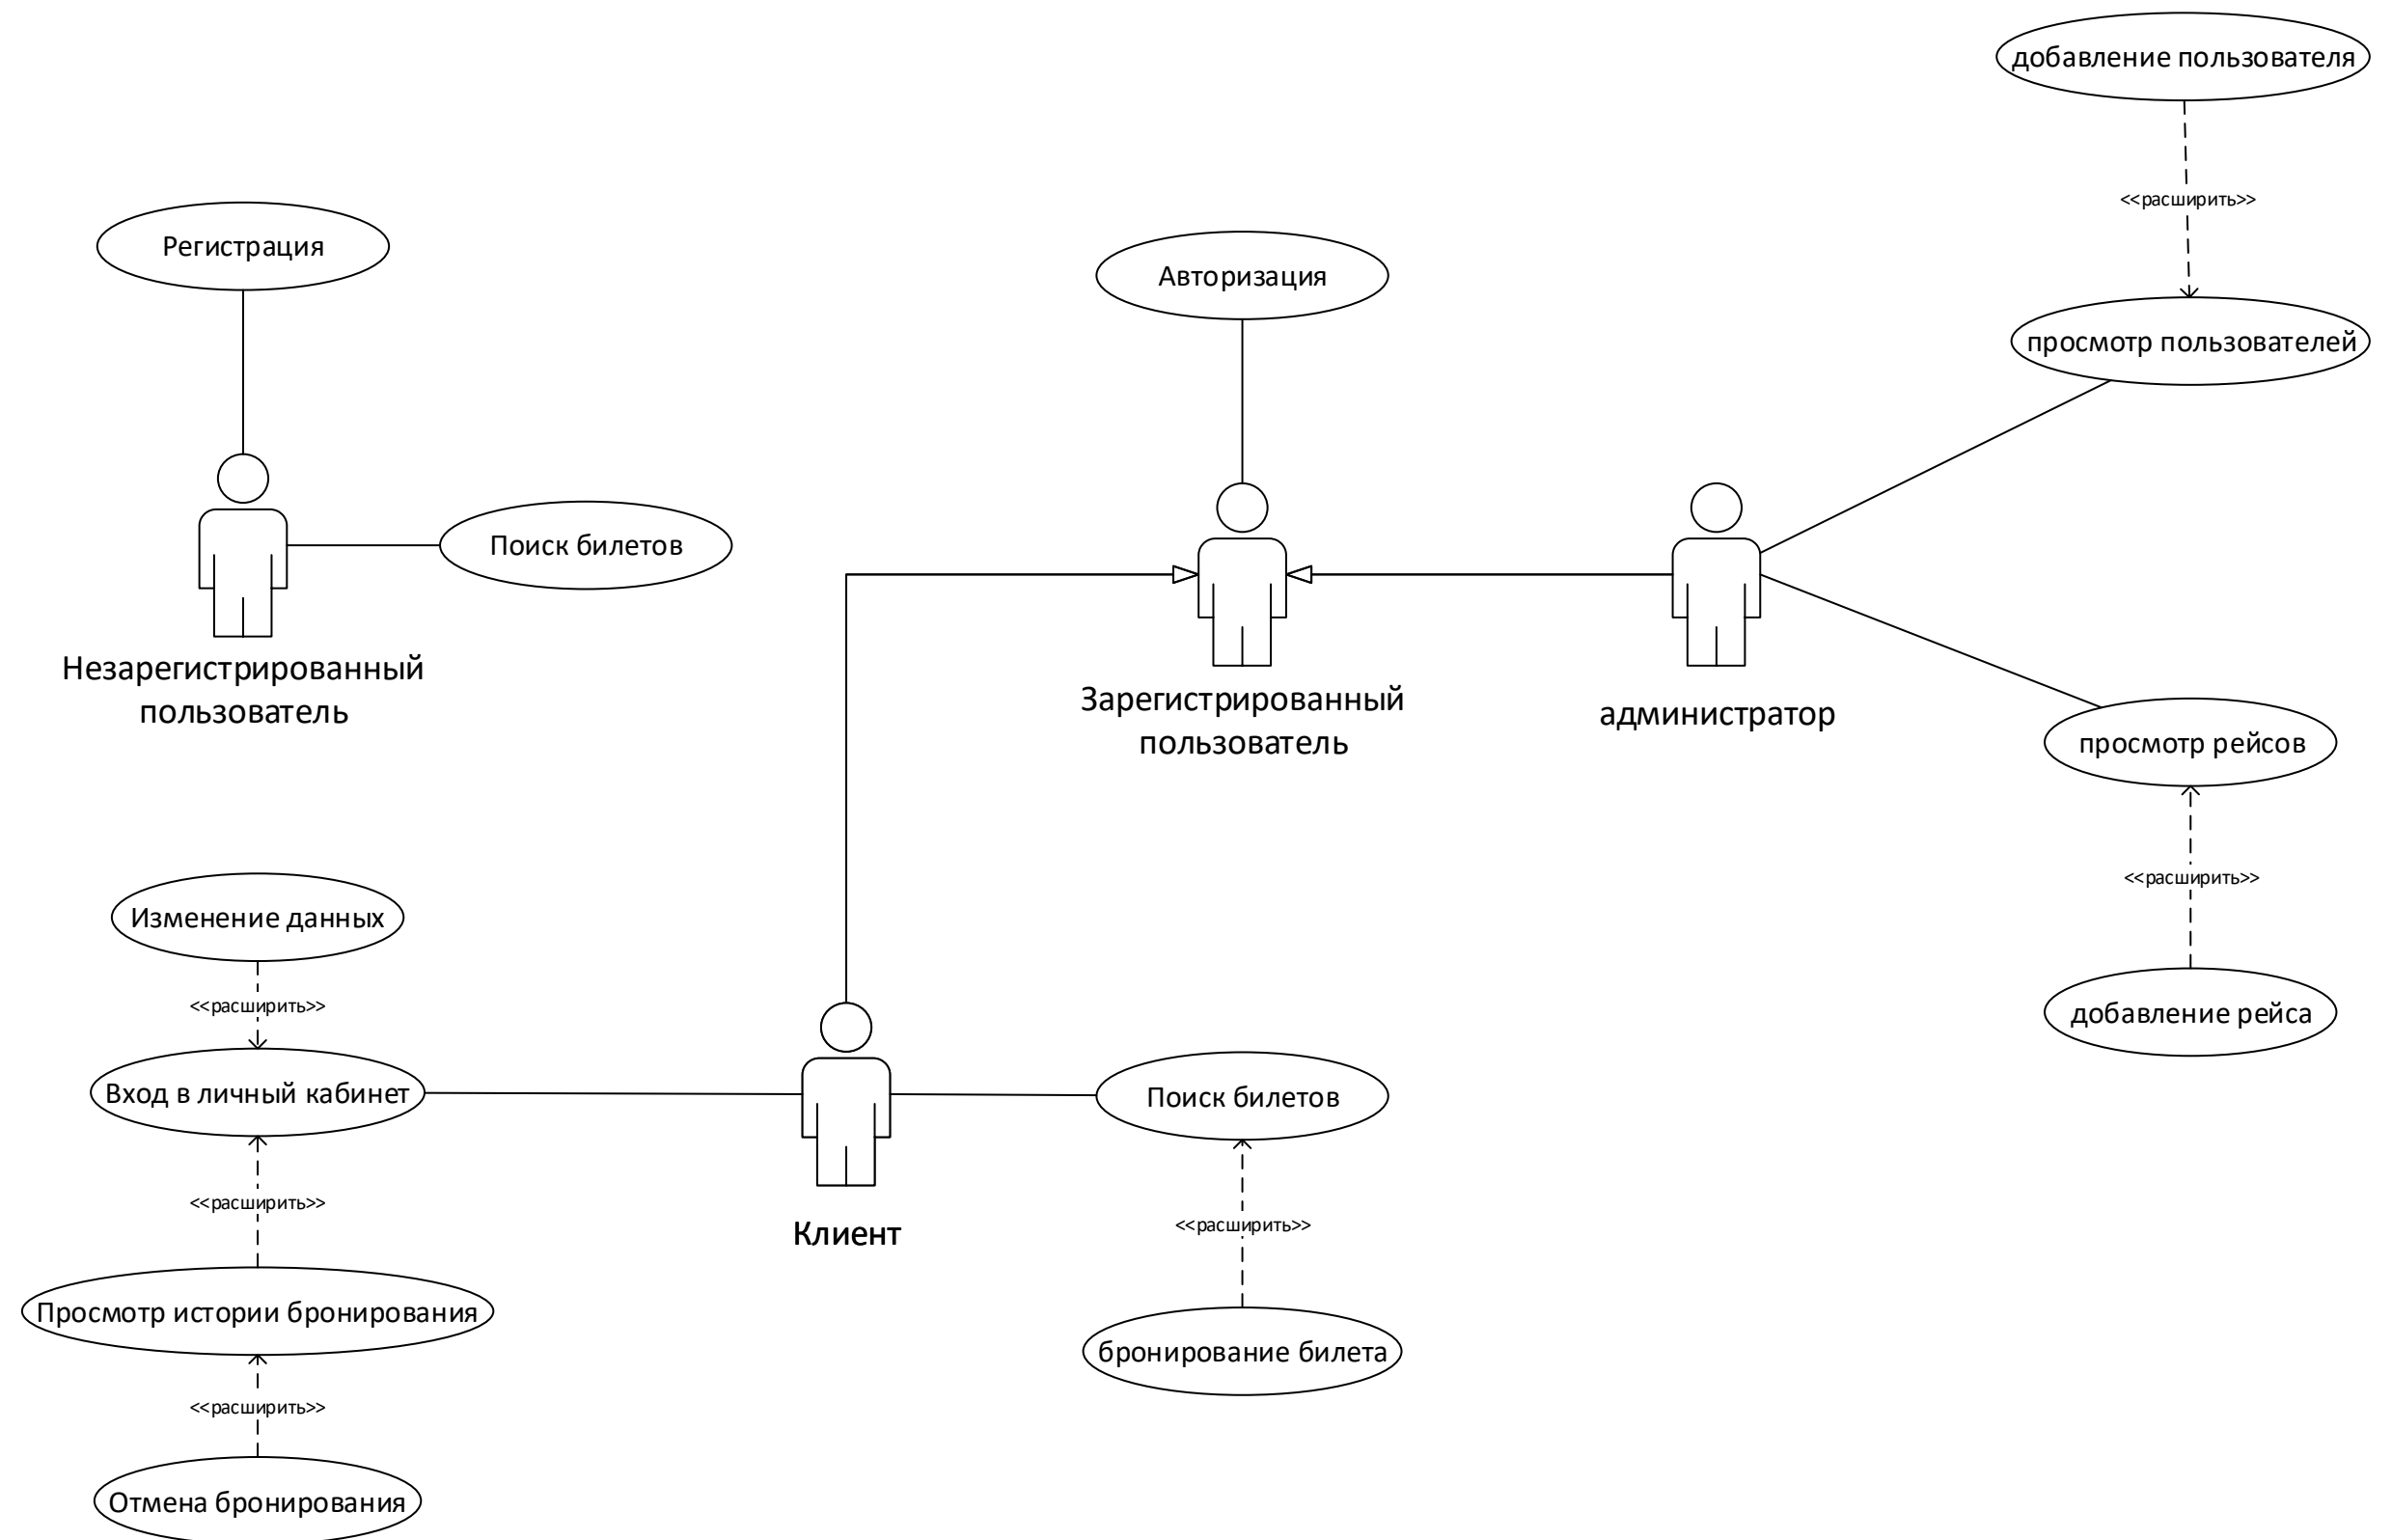 добавление пользователя
<<расширить>>
Регистрация
Авторизация
просмотр пользователей
Поиск билетов
Незарегистрированный
пользователь
Зарегистрированный
пользователь
администратор
просмотр рейсов
<<расширить>>
добавление рейса
Изменение данных
<<расширить>>
Вход в личный кабинет
Поиск билетов
<<расширить>>
Клиент
<<расширить>>
Просмотр истории бронирования
бронирование билета
<<расширить>>
Отмена бронирования